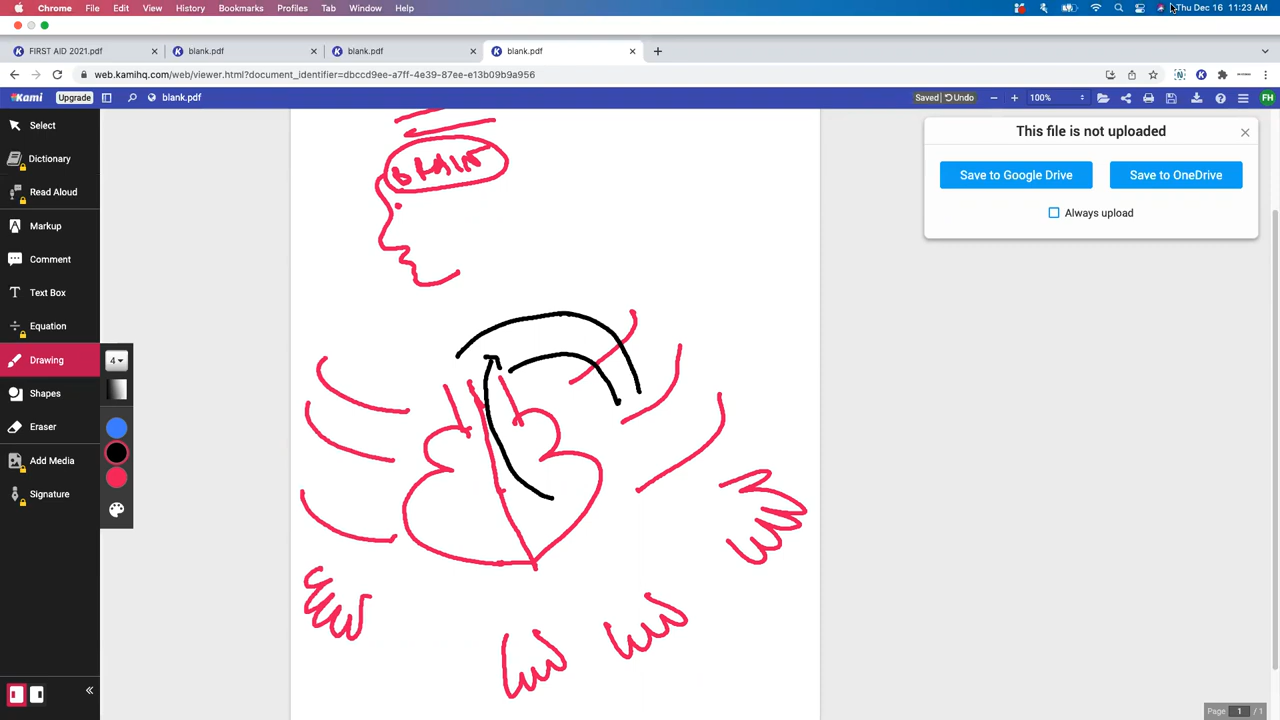 Chrome File Edit View History Bookmarks Profiles Tab Window Help Thu Dec 16 11:23 AM
FIRST AID 2021.pdf blank.pdf blank.pdf blank.pdf
web.kamihq.com/web/viewer.html?document_identifier=dbccd9ee-a7ff-4e39-87ee-e13b09b9a956
Kami Upgrade blank.pdf Saved Undo 100% FH
Select
Dictionary
Read Aloud
Markup
Comment
Text Box
Equation
Drawing
Shapes
Eraser
Add Media
Signature
4
BRAIN
This file is not uploaded
Save to Google Drive Save to OneDrive
Always upload
Page 1 / 1